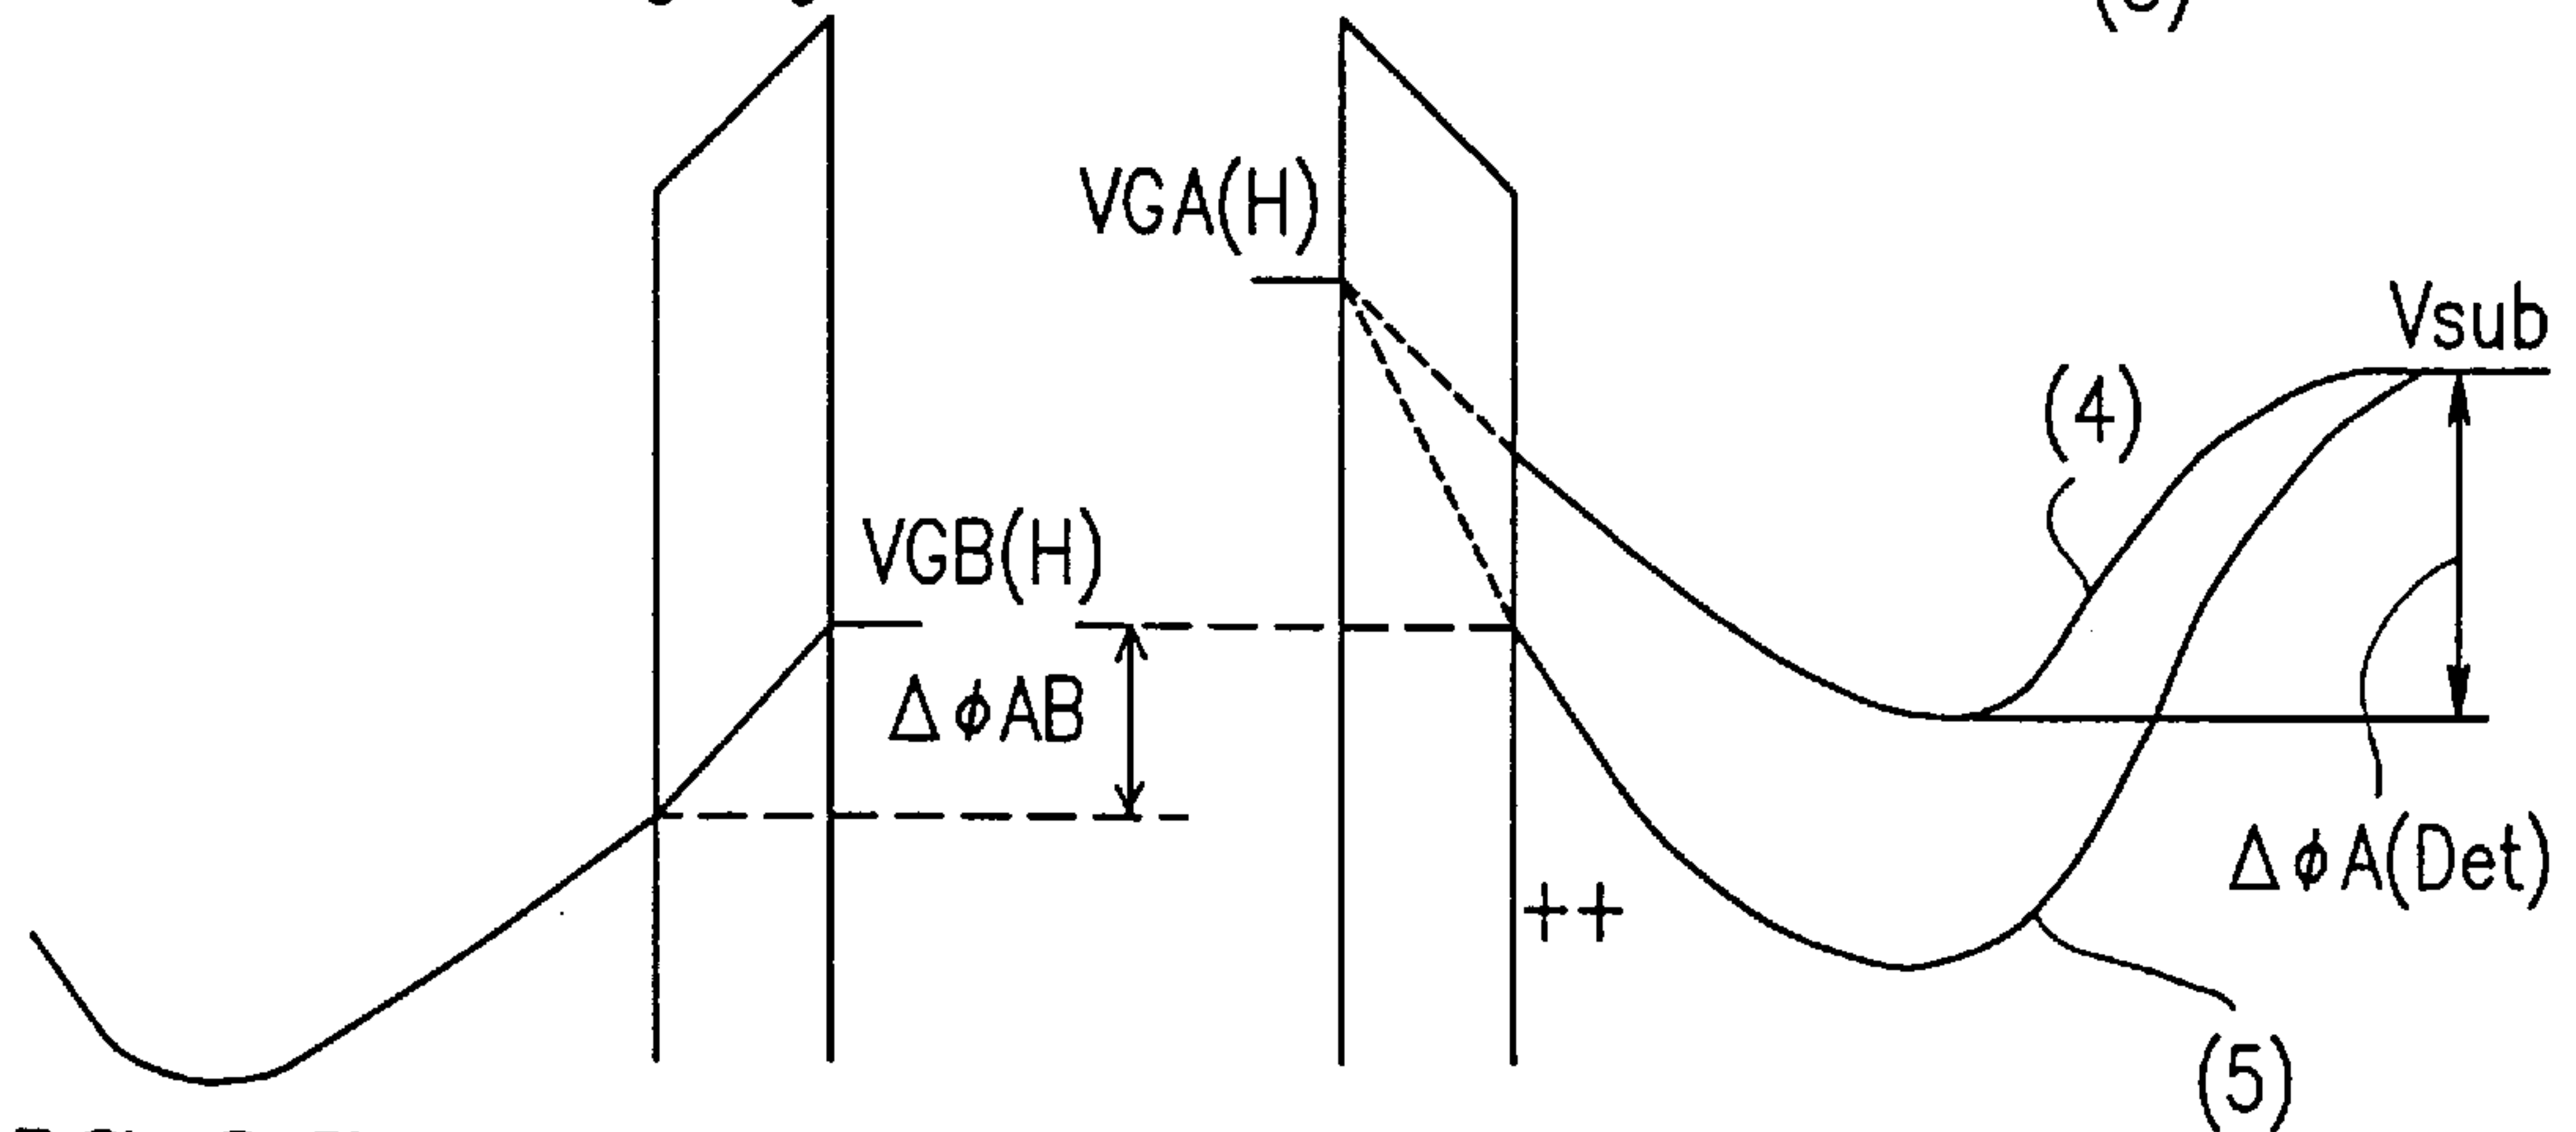 VGA(H)
Vsub
(4)
VGB(H)
ΔϕAB
ΔϕA(Det)
++
(5)